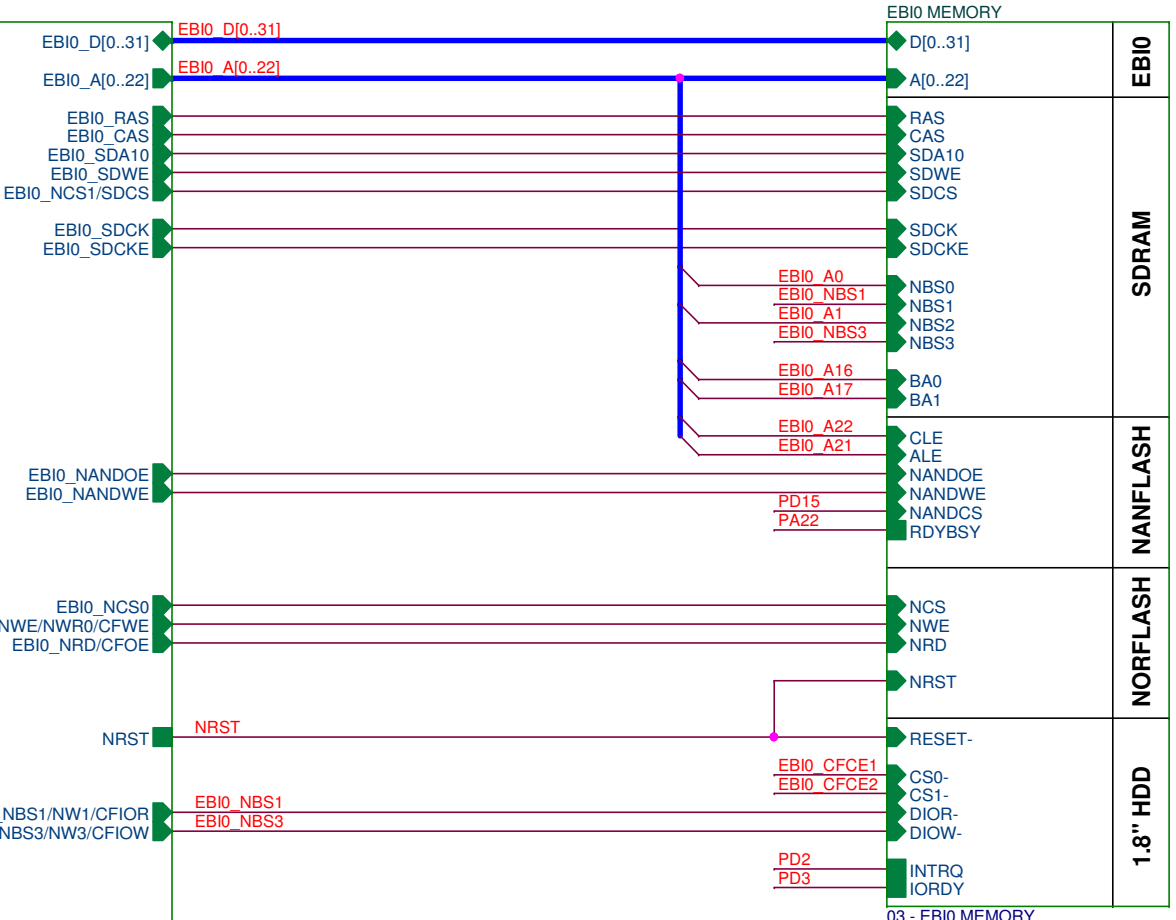 EBI0 MEMORY
EBI0_D[0..31] EBI0_D[0..31] D[0..31]
EBI0_A[0..22] EBI0_A[0..22] A[0..22]
EBI0
EBI0_RAS RAS
EBI0_CAS CAS
EBI0_SDA10 SDA10
EBI0_SDWE SDWE
EBI0_NCS1/SDCS SDCS
EBI0_SDCK SDCK
EBI0_SDCKE SDCKE
EBI0_A0 NBS0
EBI0_NBS1 NBS1
EBI0_A1 NBS2
EBI0_NBS3 NBS3
EBI0_A16 BA0
EBI0_A17 BA1
SDRAM
EBI0_A22 CLE
EBI0_A21 ALE
EBI0_NANDOE NANDOE
EBI0_NANDWE NANDWE
PD15 NANDCS
PA22 RDYBSY
NANFLASH
EBI0_NCS0 NCS
NWE/NWR0/CFWE NWE
EBI0_NRD/CFOE NRD
NRST
NORFLASH
NRST NRST RESET-
EBI0_CFCE1 CS0-
EBI0_CFCE2 CS1-
_NBS1/NW1/CFIOR EBI0_NBS1 DIOR-
NBS3/NW3/CFIOW EBI0_NBS3 DIOW-
PD2 INTRQ
PD3 IORDY
1.8" HDD
03 - EBI0 MEMORY